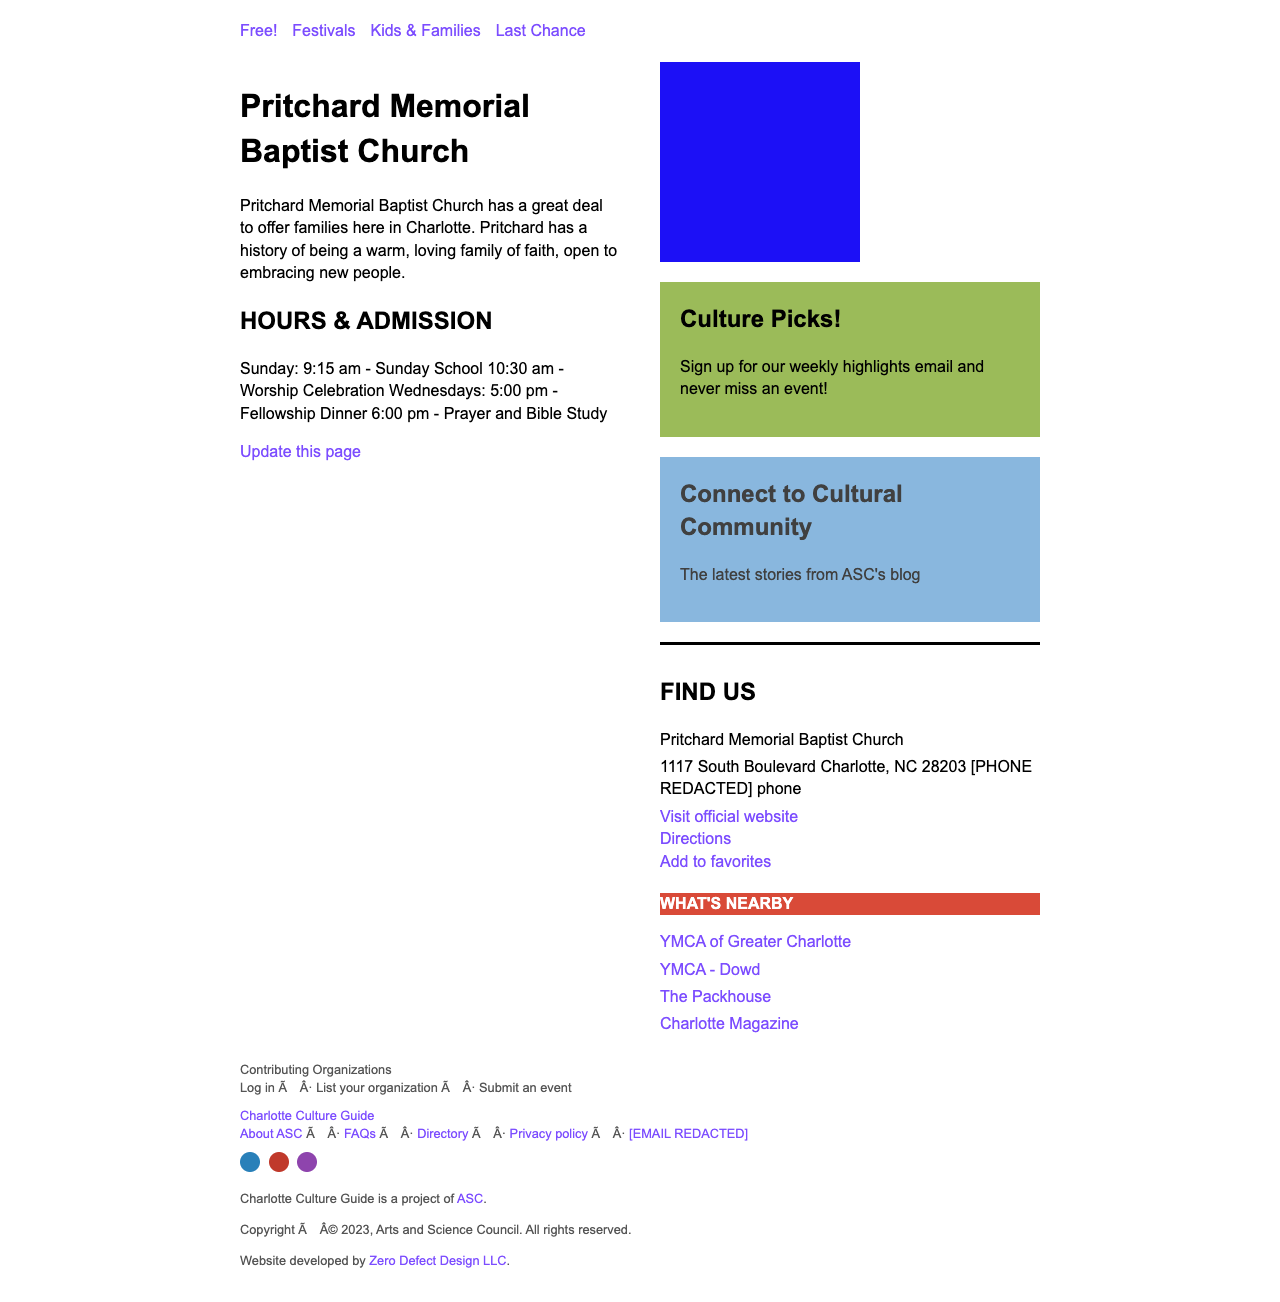 Free! Festivals Kids & Families Last Chance
Pritchard Memorial
Baptist Church
Pritchard Memorial Baptist Church has a great deal
to offer families here in Charlotte. Pritchard has a
history of being a warm, loving family of faith, open to
embracing new people.
HOURS & ADMISSION
Sunday: 9:15 am - Sunday School 10:30 am -
Worship Celebration Wednesdays: 5:00 pm -
Fellowship Dinner 6:00 pm - Prayer and Bible Study
Update this page
Culture Picks!
Sign up for our weekly highlights email and
never miss an event!
Connect to Cultural
Community
The latest stories from ASC's blog
FIND US
Pritchard Memorial Baptist Church
1117 South Boulevard Charlotte, NC 28203 [PHONE
REDACTED] phone
Visit official website
Directions
Add to favorites
WHAT'S NEARBY
YMCA of Greater Charlotte
YMCA - Dowd
The Packhouse
Charlotte Magazine
Contributing Organizations
Log in Ã Â· List your organization Ã Â· Submit an event
Charlotte Culture Guide
About ASC Ã Â· FAQs Ã Â· Directory Ã Â· Privacy policy Ã Â· [EMAIL REDACTED]
Charlotte Culture Guide is a project of ASC.
Copyright Ã Â© 2023, Arts and Science Council. All rights reserved.
Website developed by Zero Defect Design LLC.